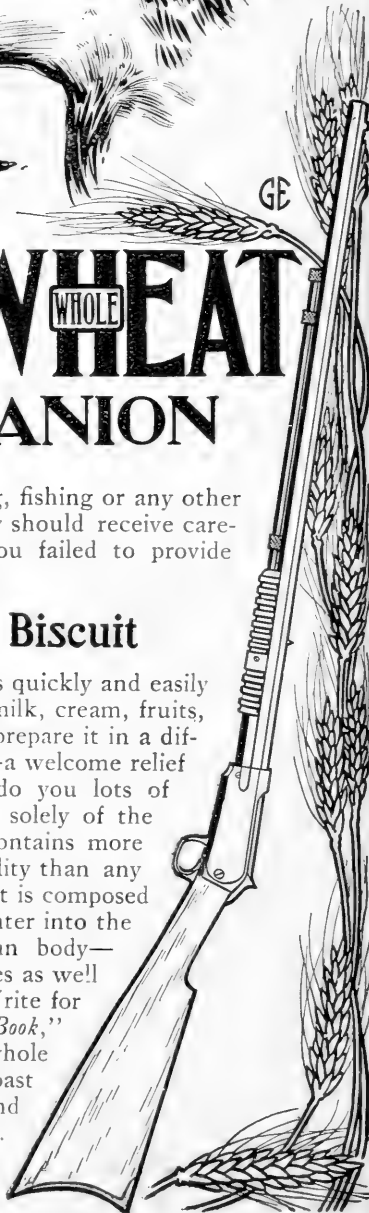 GE
WHEAT
WHOLE
ANION
, fishing or any other
should receive care-
ou failed to provide
Biscuit
s quickly and easily
milk, cream, fruits,
prepare it in a dif-
-a welcome relief
do you lots of
solely of the
ontains more
lity than any
t is composed
nter into the
an body—
es as well
rite for
Book,"
hole
oast
nd
.